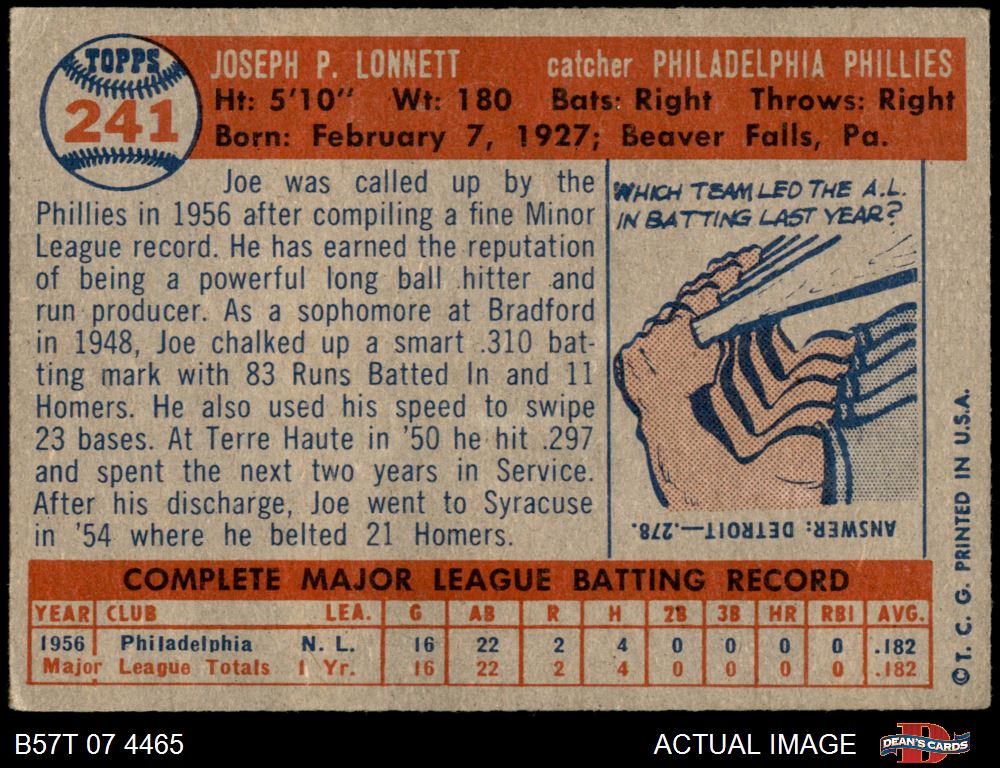 TOPPS
241
JOSEPH P. LONNETT catcher PHILADELPHIA PHILLIES
Ht: 5'10" Wt: 180 Bats: Right Throws: Right
Born: February 7, 1927; Beaver Falls, Pa.
Joe was called up by the
Phillies in 1956 after compiling a fine Minor
League record. He has earned the reputation
of being a powerful long ball hitter and
run producer. As a sophomore at Bradford
in 1948, Joe chalked up a smart .310 bat-
ting mark with 83 Runs Batted In and 11
Homers. He also used his speed to swipe
23 bases. At Terre Haute in '50 he hit .297
and spent the next two years in Service.
After his discharge, Joe went to Syracuse
in '54 where he belted 21 Homers.
WHICH TEAM LED THE A.L.
IN BATTING LAST YEAR?
ANSWER: DETROIT—.278.
COMPLETE MAJOR LEAGUE BATTING RECORD
YEAR CLUB LEA. G AB R H 2B 3B HR RBI AVG.
1956 Philadelphia N. L. 16 22 2 4 0 0 0 0 .182
Major League Totals 1 Yr. 16 22 2 4 0 0 0 0 .182
© T. C. G. PRINTED IN U.S.A.
B57T 07 4465 ACTUAL IMAGE DEAN'S CARDS